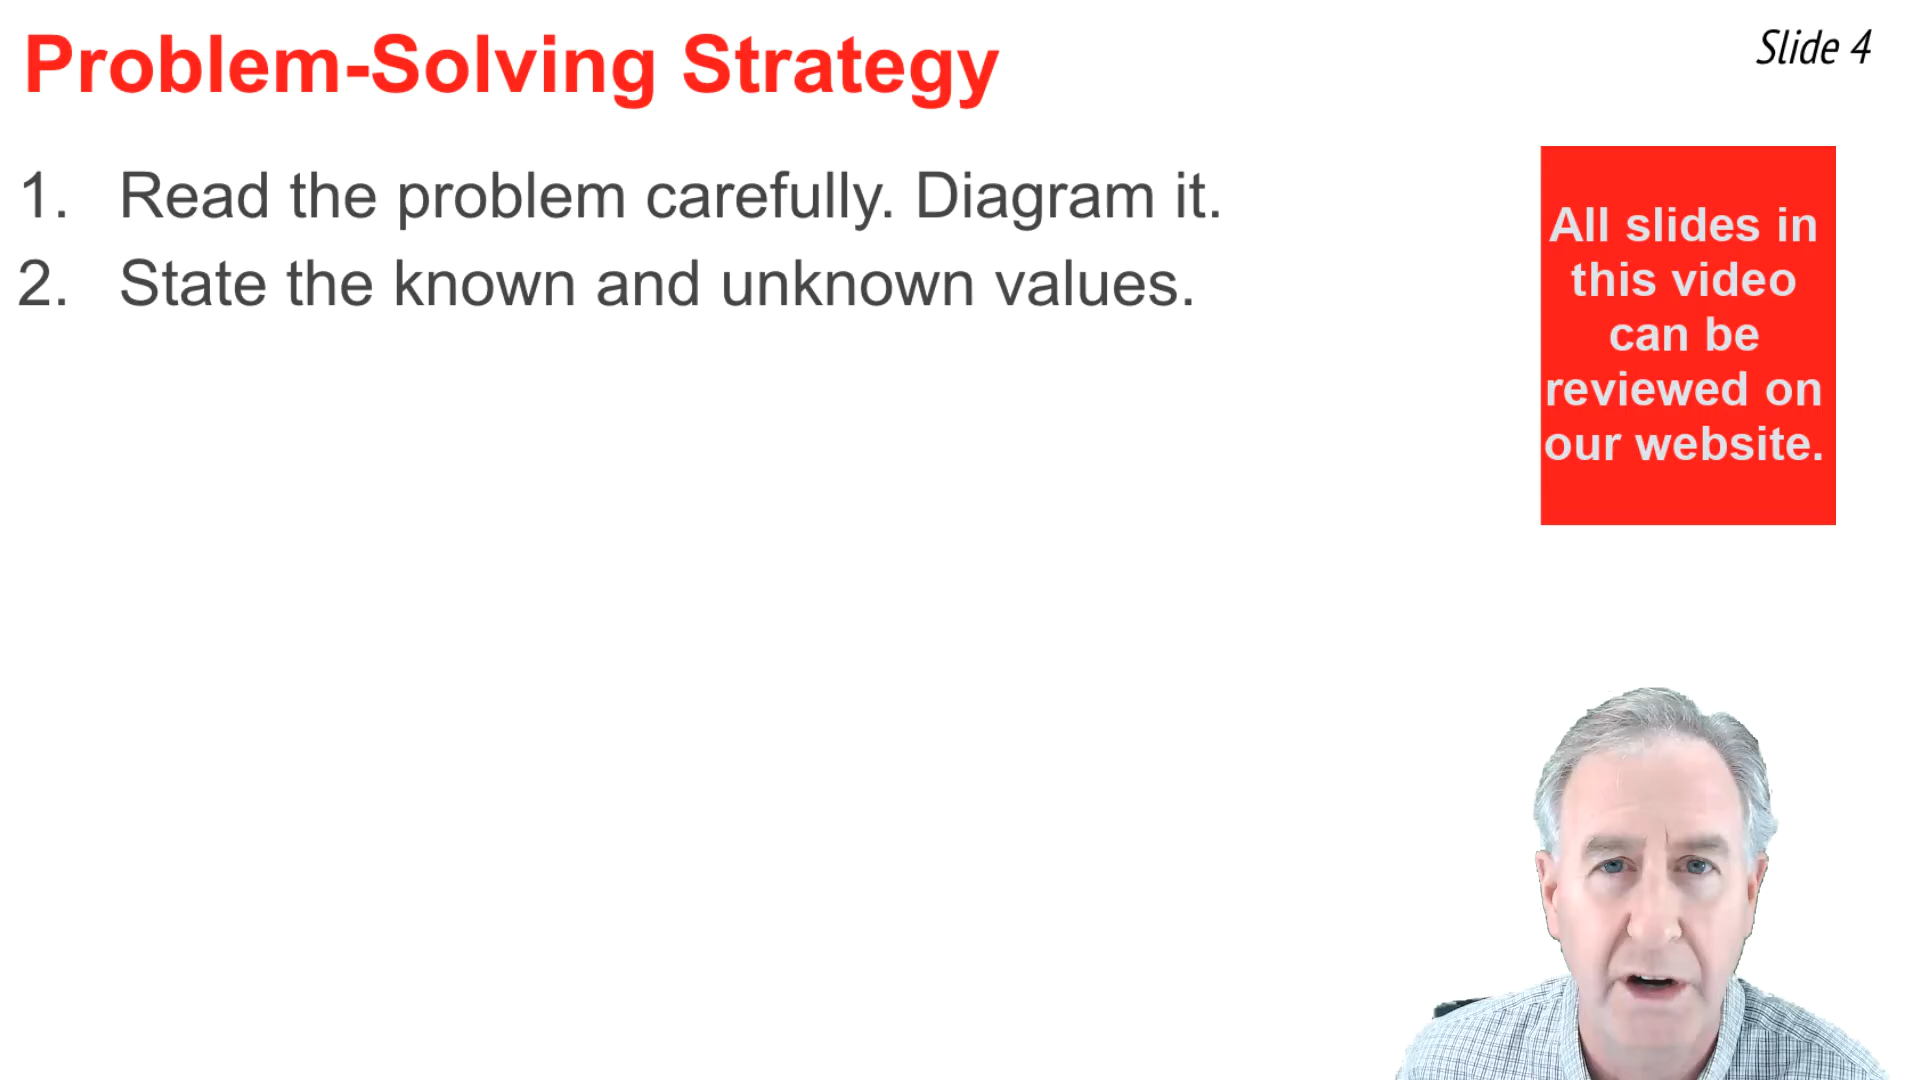 Problem-Solving Strategy
Slide 4
1. Read the problem carefully. Diagram it.
2. State the known and unknown values.
All slides in
this video
can be
reviewed on
our website.